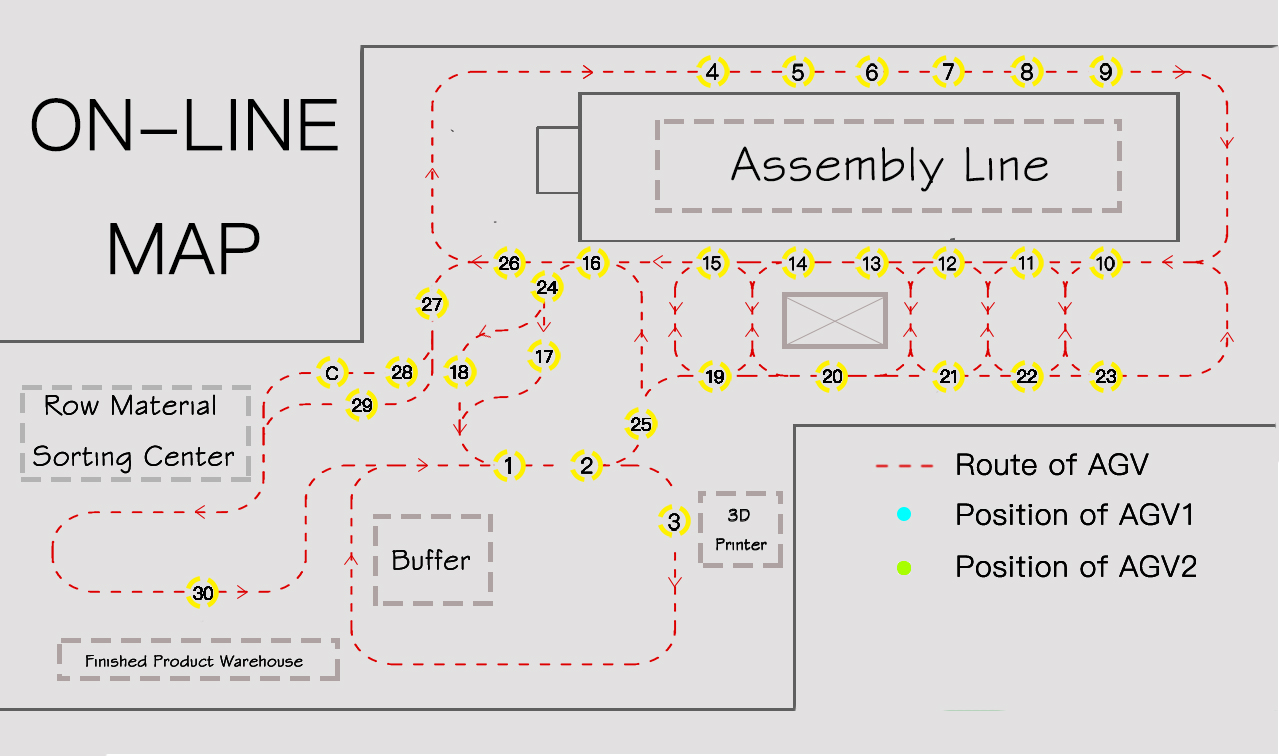 ON-LINE
MAP
4 5 6 7 8 9
Assembly Line
26 16 15 14 13 12 11 10
24
27
17
C 28 18 19 20 21 22 23
29
25
Row Material
Sorting Center
1 2
Route of AGV
3
3D
Printer
Position of AGV1
Buffer
Position of AGV2
30
Finished Product Warehouse